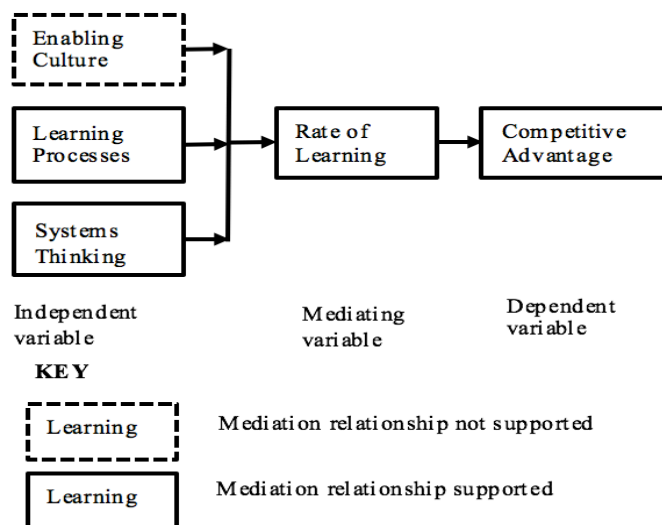 Enabling
Culture
Learning
Processes
Systems
Thinking
Rate of
Learning
Competitive
Advantage
Independent
variable
Mediating
variable
Dependent
variable
KEY
Learning
Mediation relationship not supported
Learning
Mediation relationship supported